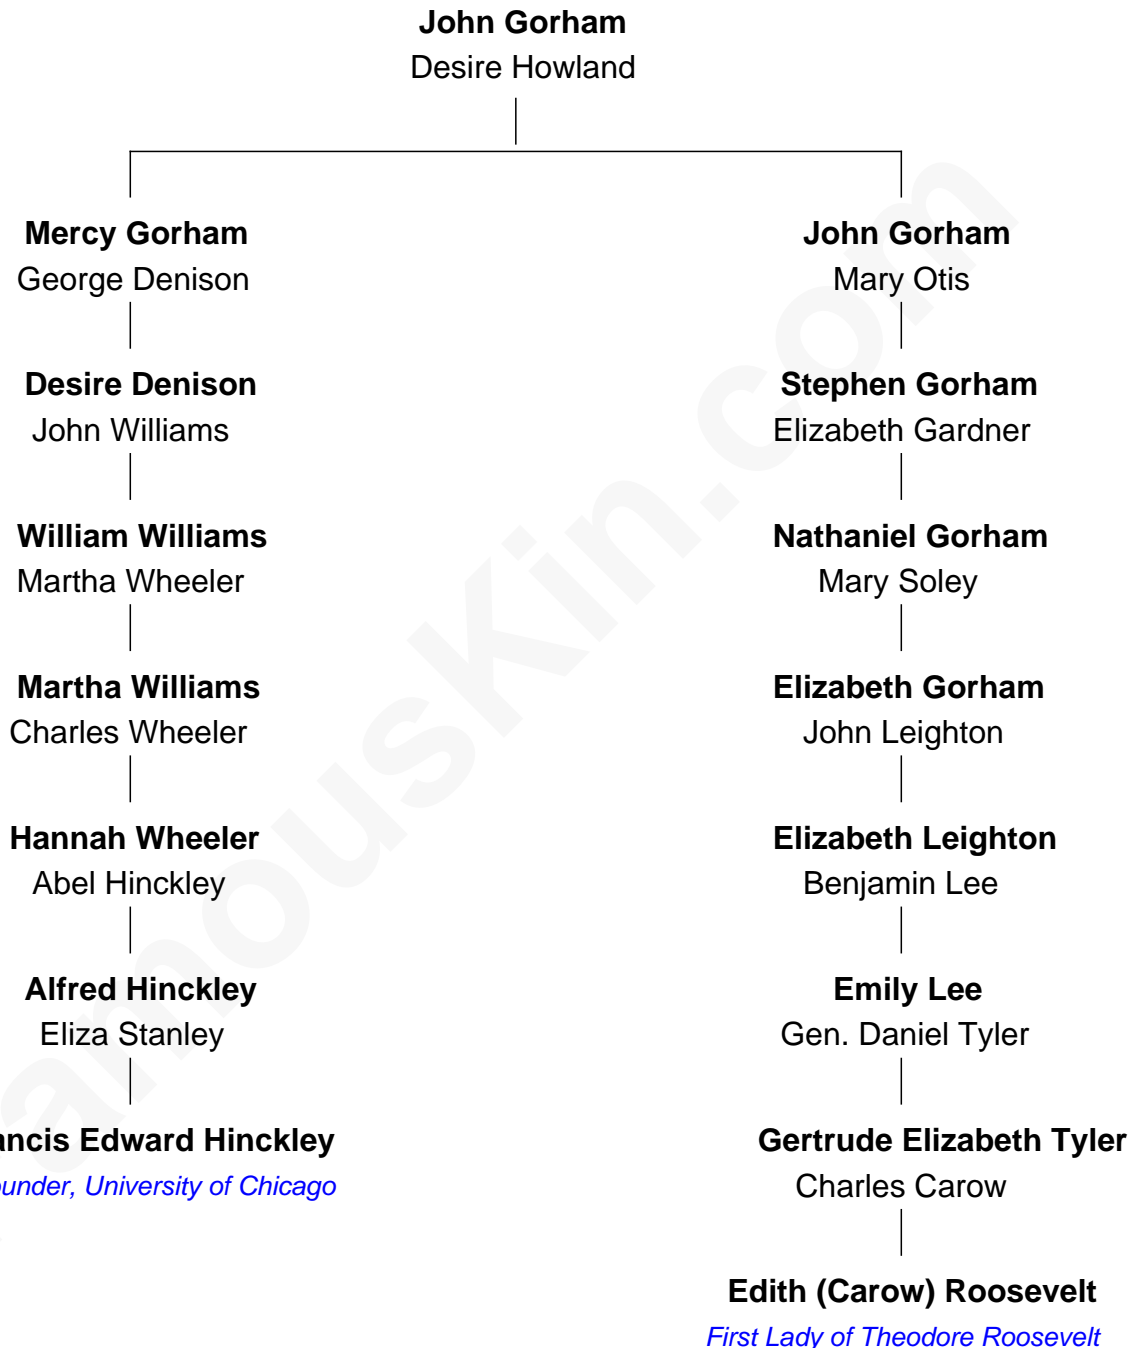 John Gorham
Desire Howland
Mercy Gorham
George Denison
John Gorham
Mary Otis
Desire Denison
John Williams
Stephen Gorham
Elizabeth Gardner
William Williams
Martha Wheeler
Nathaniel Gorham
Mary Soley
Martha Williams
Charles Wheeler
Elizabeth Gorham
John Leighton
Hannah Wheeler
Abel Hinckley
Elizabeth Leighton
Benjamin Lee
Alfred Hinckley
Eliza Stanley
Emily Lee
Gen. Daniel Tyler
ancis Edward Hinckley
ounder, University of Chicago
Gertrude Elizabeth Tyler
Charles Carow
Edith (Carow) Roosevelt
First Lady of Theodore Roosevelt
amousKin.com